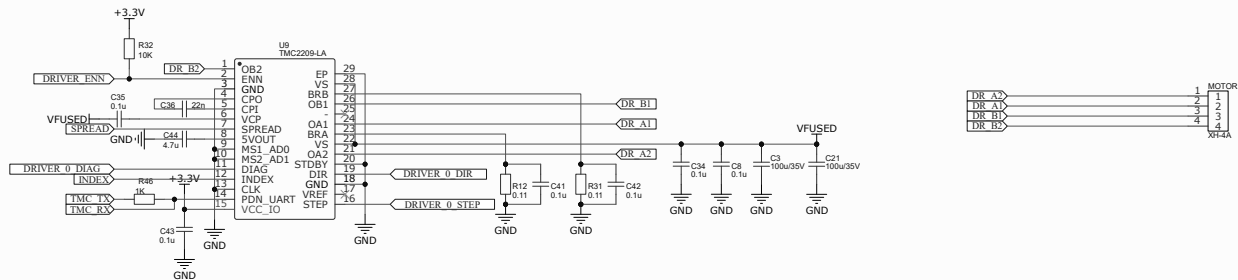 +3.3V
R32
10K
U9
TMC2209-LA
DR_B2
DRIVER_ENN
C35
0.1u
C36
22n
VFUSED
SPREAD
GND
C44
4.7u
DRIVER_0_DIAG
INDEX
R46
1K
+3.3V
TMC_TX
TMC_RX
C43
0.1u
GND
GND
1 OB2
2 ENN
3 GND
4 CPO
5 CPI
6 VCP
7 SPREAD
8 5VOUT
9 MS1_AD0
10 MS2_AD1
11 DIAG
12 INDEX
13 CLK
14 PDN_UART
15 VCC_IO
EP 29
VS 28
BRB 27
OB1 26
- 25
OA1 24
BRA 23
VS 22
OA2 21
STDBY 20
DIR 19
GND 18
VREF 17
STEP 16
DR_B1
DR_A1
DR_A2
DRIVER_0_DIR
DRIVER_0_STEP
GND
R12
0.11
C41
0.1u
GND
R31
0.11
C42
0.1u
GND
VFUSED
C34
0.1u
C8
0.1u
C3
100u/35V
C21
100u/35V
GND
GND
GND
GND
MOTOR
DR_A2 1 1
DR_A1 2 2
DR_B1 3 3
DR_B2 4 4
XH-4A